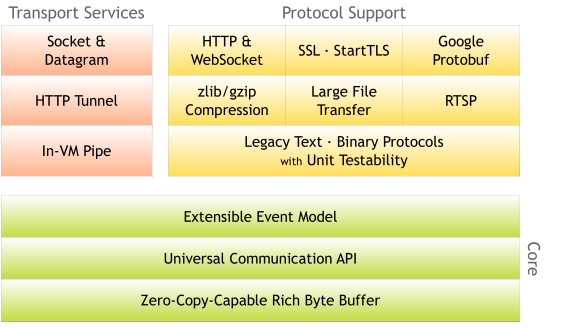 Transport Services
Protocol Support
Socket &
Datagram
HTTP Tunnel
In-VM Pipe
HTTP &
WebSocket
SSL · StartTLS
Google
Protobuf
zlib/gzip
Compression
Large File
Transfer
RTSP
Legacy Text · Binary Protocols
with Unit Testability
Extensible Event Model
Universal Communication API
Zero-Copy-Capable Rich Byte Buffer
Core